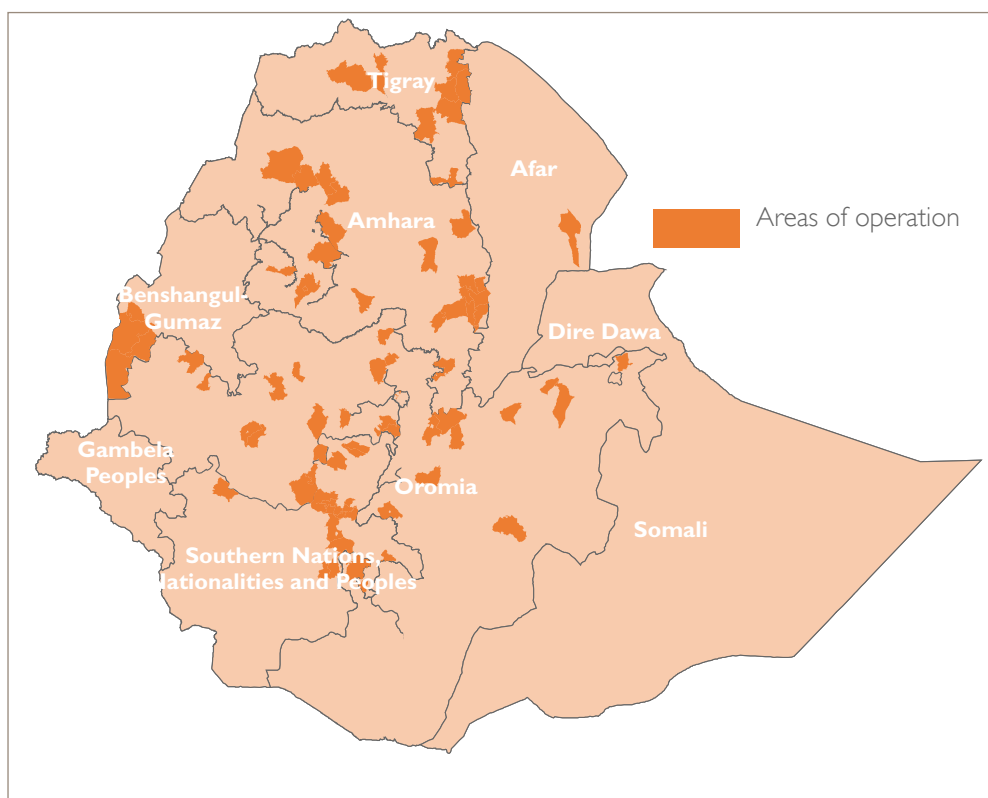 Tigray
Afar
Areas of operation
Amhara
Benshangul-
Gumaz
Dire Dawa
Gambela
Peoples
Oromia
Somali
Southern Nations,
Nationalities and Peoples